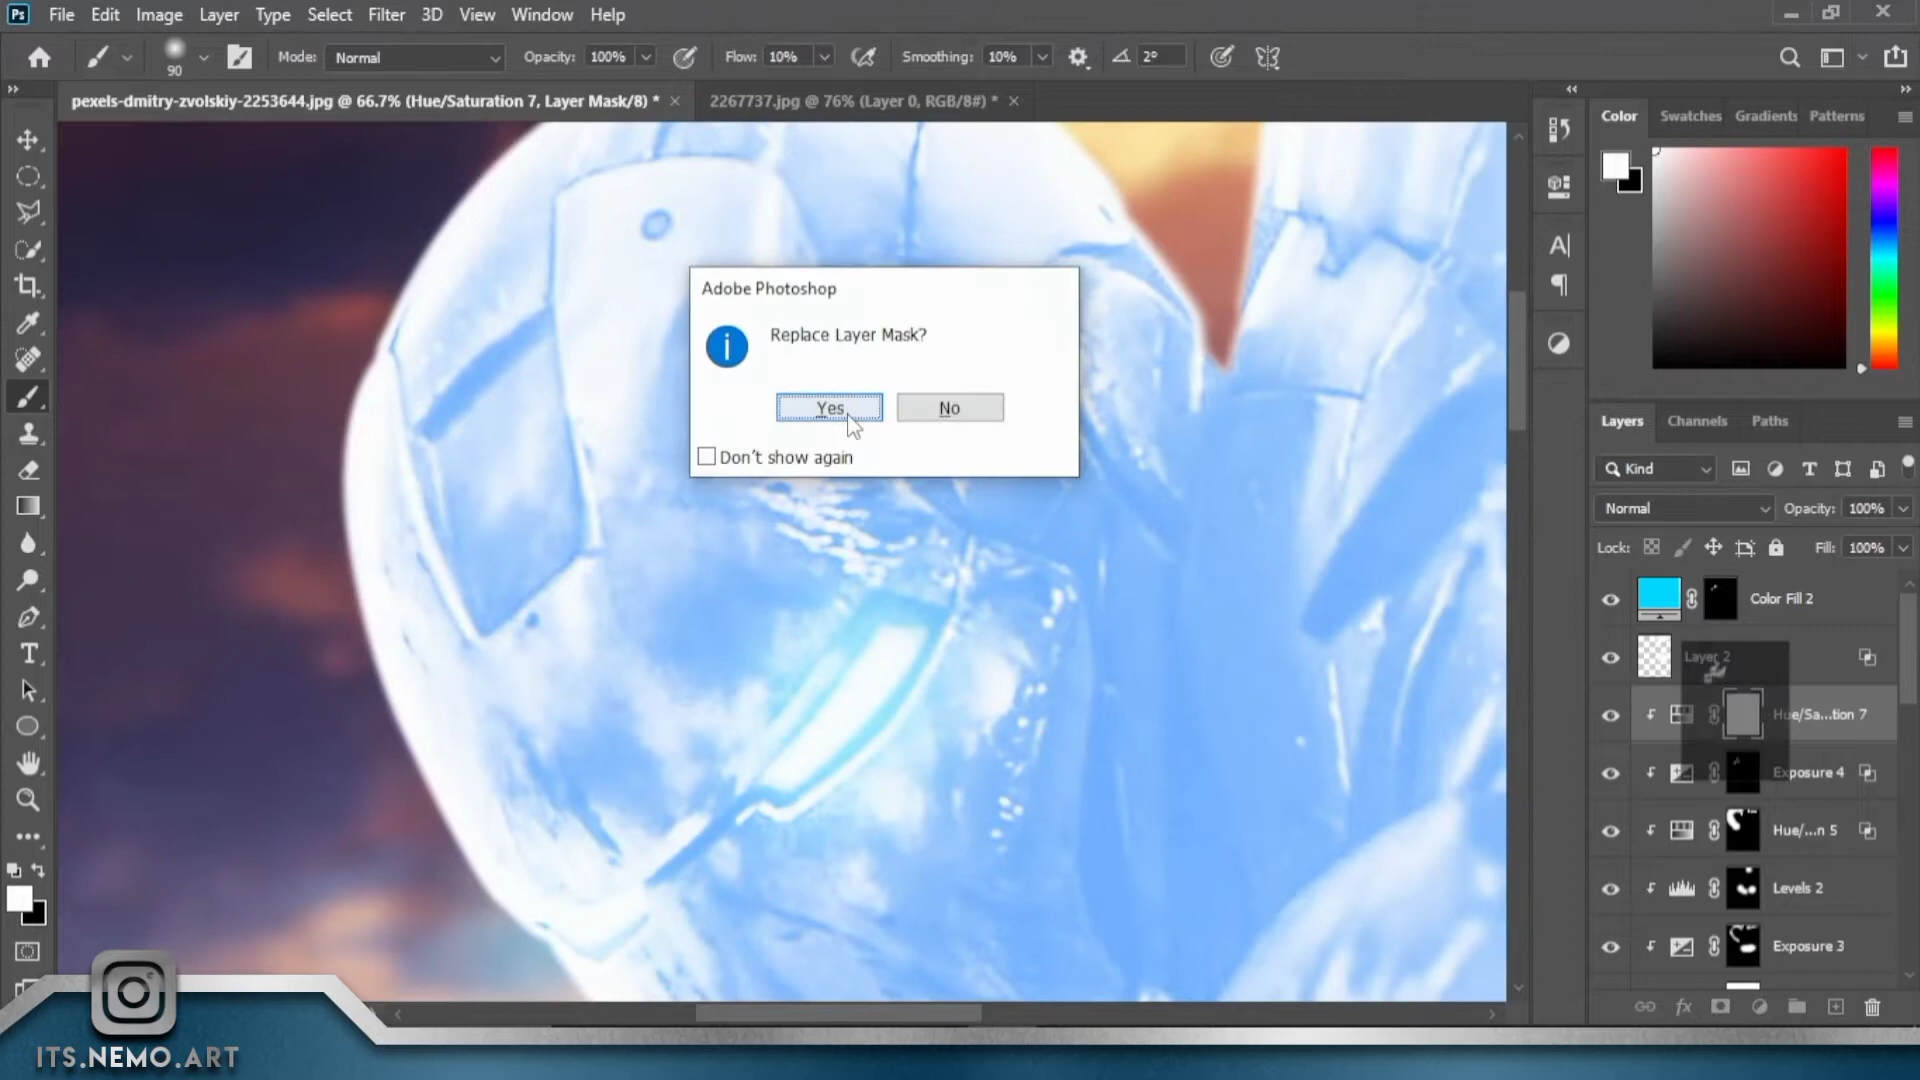 Ps File Edit Image Layer Type Select Filter 3D View Window Help
90 Mode: Normal Opacity: 100% Flow: 10% Smoothing: 10% 2°
pexels-dmitry-zvolskiy-2253644.jpg @ 66.7% (Hue/Saturation 7, Layer Mask/8) * × 2267737.jpg @ 76% (Layer 0, RGB/8#) * ×
Color Swatches Gradients Patterns
Adobe Photoshop
Replace Layer Mask?
Yes No
Don't show again
Layers Channels Paths
Kind
Normal Opacity: 100%
Lock: Fill: 100%
Color Fill 2
Layer 2
Hue/Sa...tion 7
Exposure 4
Hue/...n 5
Levels 2
Exposure 3
fx
ITS.NEMO.ART